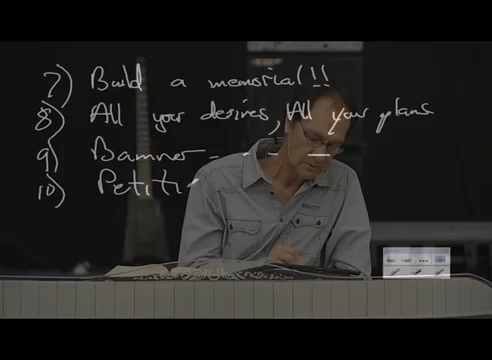 7) Build a memorial!!
8) All your desires, All your plans
9) Banner - - - —
10) Petiti